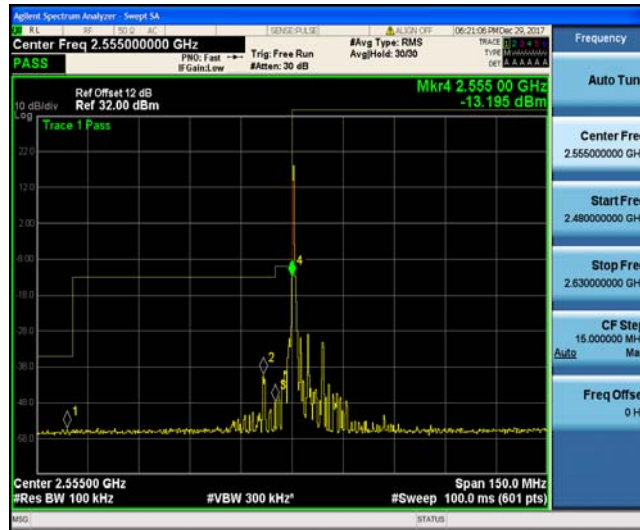 Agilent Spectrum Analyzer - Swept SA
RL RF 50 Ω AC SENSE:PULSE ALIGN OFF 06:21:06 PM Dec 29, 2017
Center Freq 2.555000000 GHz
PASS
PNO: Fast
IFGain:Low
Trig: Free Run
#Atten: 30 dB
#Avg Type: RMS
Avg|Hold: 30/30
TRACE 1 2 3 4 5 6
TYPE
DET A A A A A A
Ref Offset 12 dB
Ref 32.00 dBm
10 dB/div
Log
Mkr4 2.555 00 GHz
-13.195 dBm
Trace 1 Pass
22.0
12.0
2.00
-8.00
-18.0
-28.0
-38.0
-48.0
-58.0
1
2
3
4
Center 2.55500 GHz
#Res BW 100 kHz
#VBW 300 kHz*
Span 150.0 MHz
#Sweep 100.0 ms (601 pts)
MSG
STATUS
Frequency
Auto Tun
Center Fre
2.555000000 GH
Start Fre
2.480000000 GH
Stop Fre
2.630000000 GH
CF Ste
15.000000 MH
Auto Ma
Freq Offse
0 H